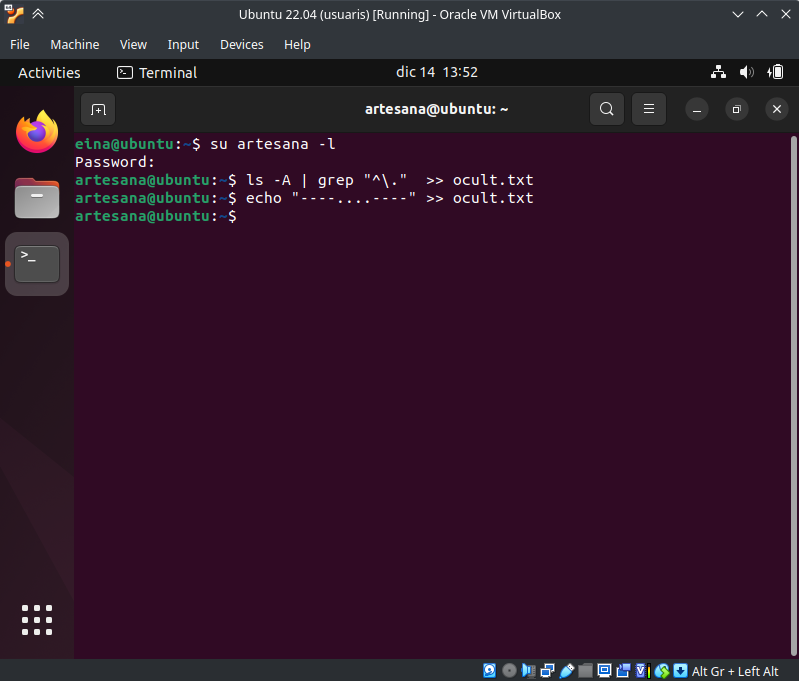 Ubuntu 22.04 (usuaris) [Running] - Oracle VM VirtualBox
File Machine View Input Devices Help
Activities Terminal dic 14 13:52
artesana@ubuntu: ~
eina@ubuntu:~$ su artesana -l
Password:
artesana@ubuntu:~$ ls -A | grep "^\."  >> ocult.txt
artesana@ubuntu:~$ echo "----....----" >> ocult.txt
artesana@ubuntu:~$
Alt Gr + Left Alt